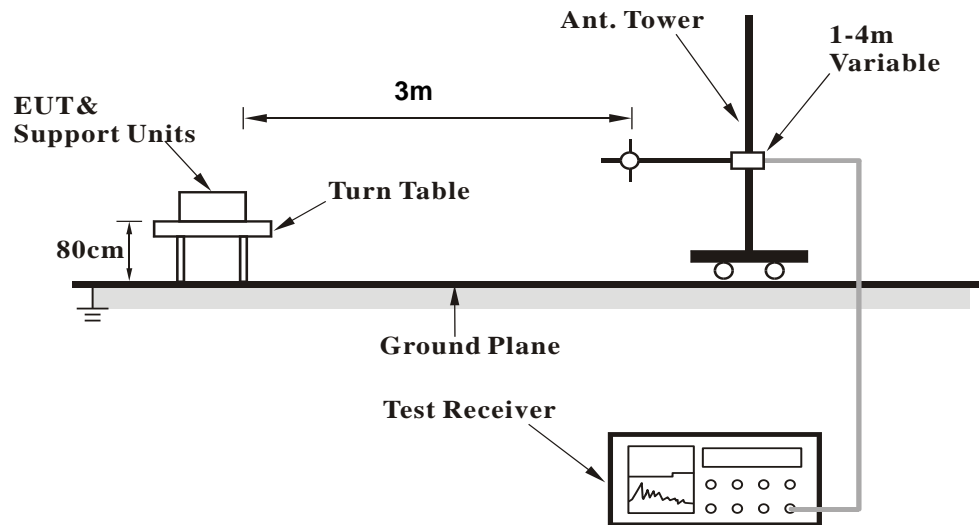 Ant. Tower
1-4m
Variable
3m
EUT&
Support Units
Turn Table
80cm
Ground Plane
Test Receiver